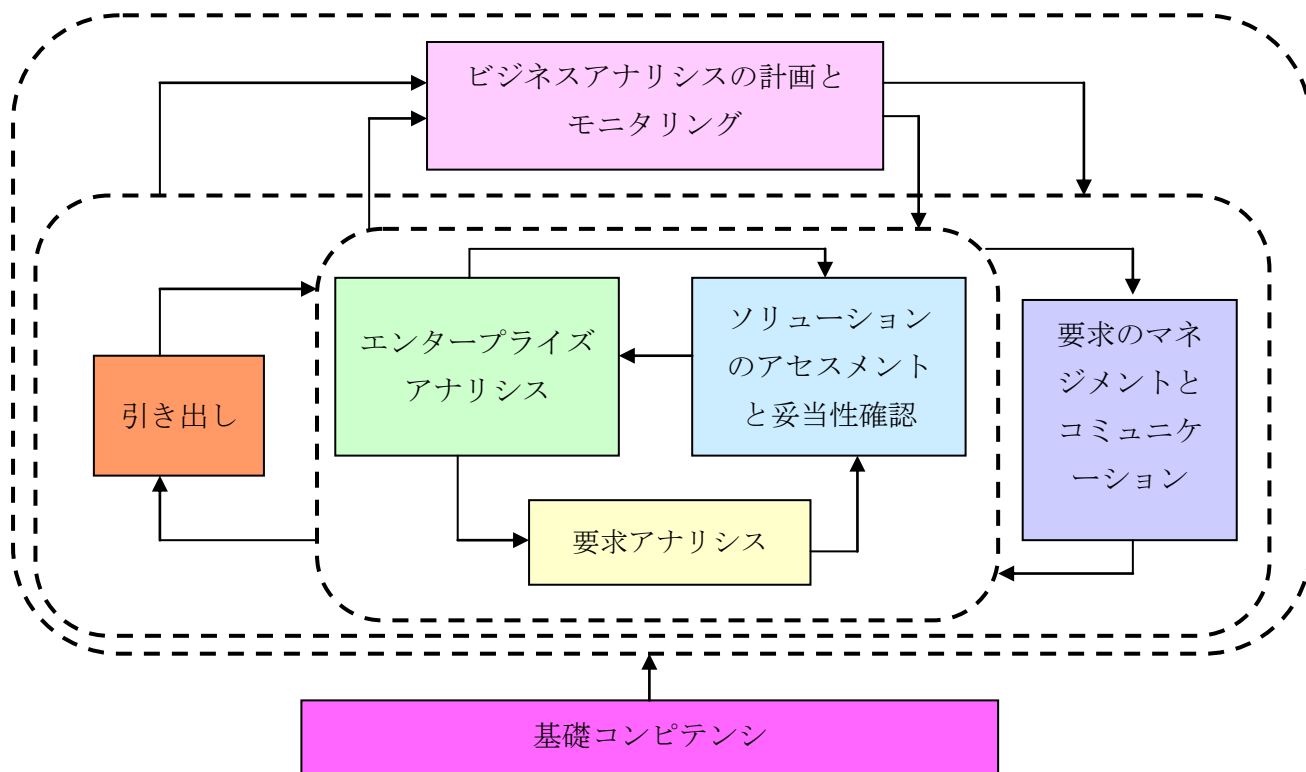 ビジネスアナリシスの計画と
モニタリング
エンタープライズ
アナリシス
ソリューション
のアセスメント
と妥当性確認
要求のマネ
ジメントと
コミュニケ
ーション
引き出し
要求アナリシス
基礎コンピテンシ